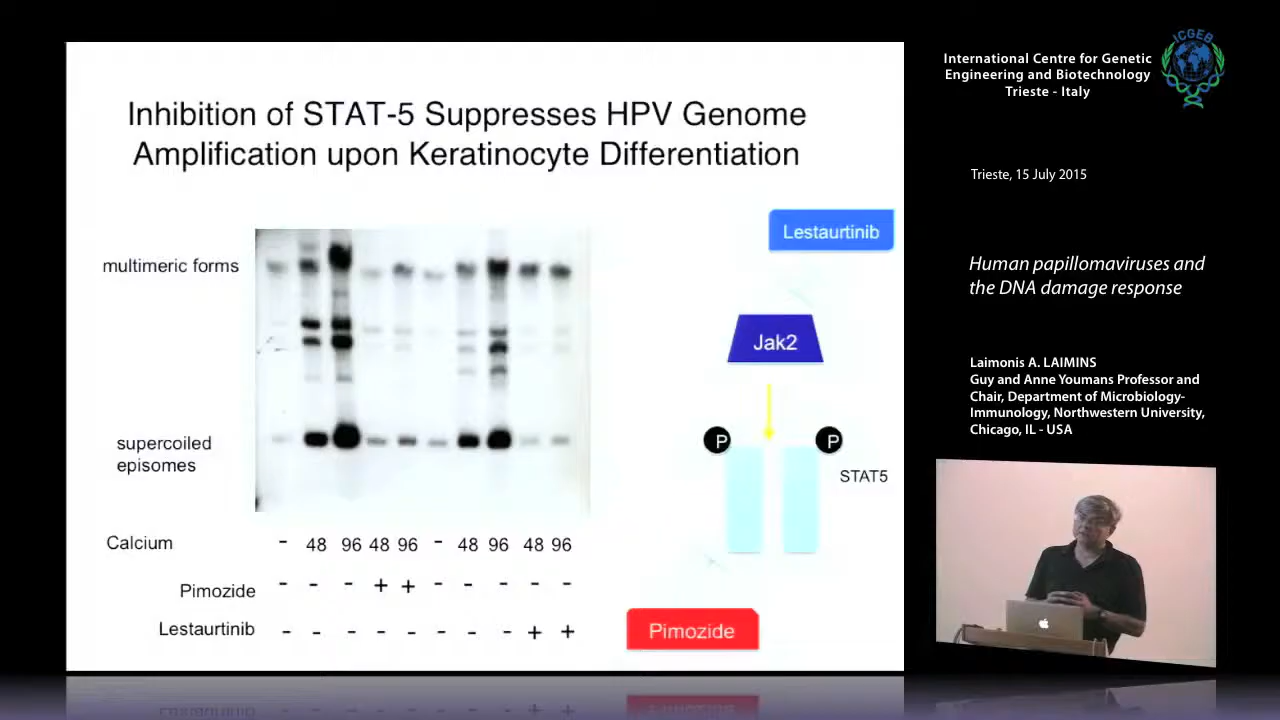 Inhibition of STAT-5 Suppresses HPV Genome
Amplification upon Keratinocyte Differentiation
multimeric forms
supercoiled
episomes
Calcium - 48 96 48 96 - 48 96 48 96
Pimozide - - - + + - - - - -
Lestaurtinib - - - - - - - - + +
Lestaurtinib
Jak2
P P
STAT5
Pimozide
International Centre for Genetic
Engineering and Biotechnology
Trieste - Italy
ICGEB
Trieste, 15 July 2015
Human papillomaviruses and
the DNA damage response
Laimonis A. LAIMINS
Guy and Anne Youmans Professor and
Chair, Department of Microbiology-
Immunology, Northwestern University,
Chicago, IL - USA